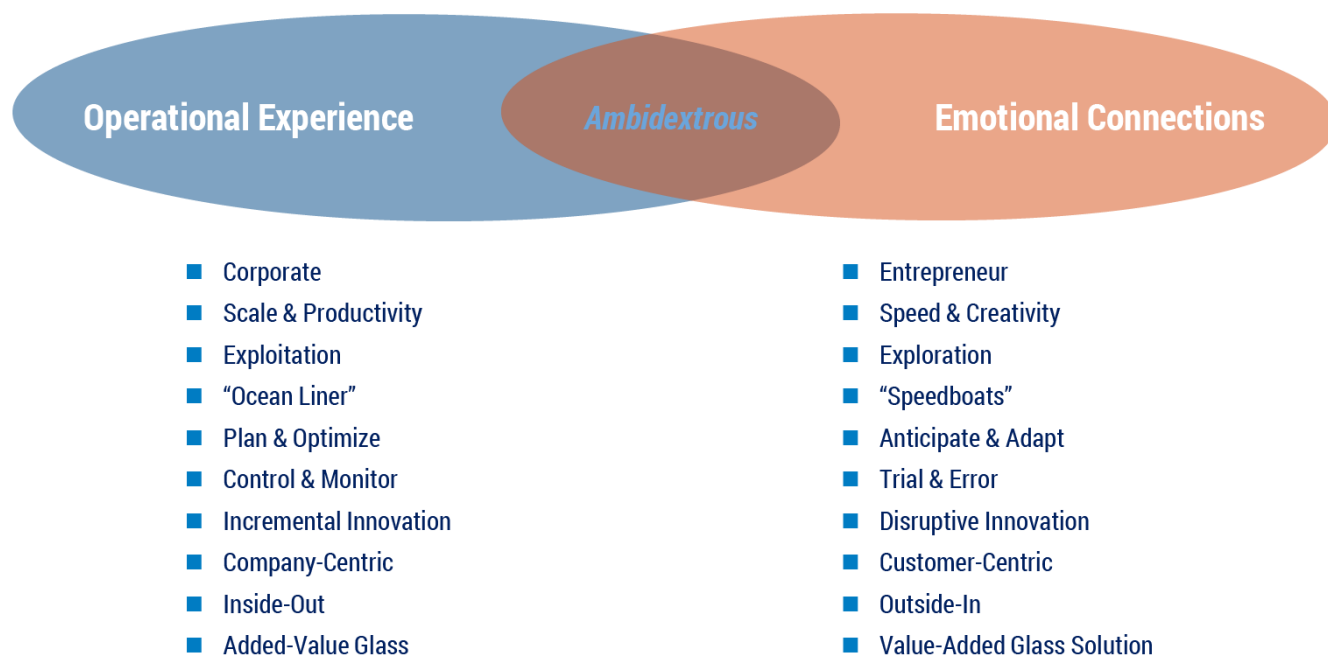 Operational Experience
Ambidextrous
Emotional Connections
Corporate
Scale & Productivity
Exploitation
“Ocean Liner”
Plan & Optimize
Control & Monitor
Incremental Innovation
Company-Centric
Inside-Out
Added-Value Glass
Entrepreneur
Speed & Creativity
Exploration
“Speedboats”
Anticipate & Adapt
Trial & Error
Disruptive Innovation
Customer-Centric
Outside-In
Value-Added Glass Solution